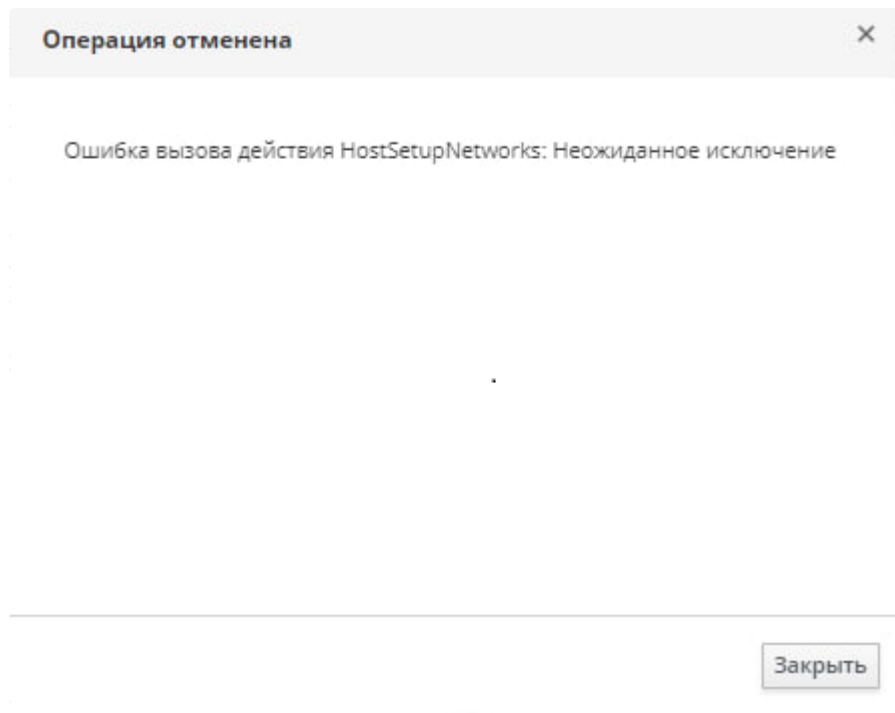 Операция отменена
Ошибка вызова действия HostSetupNetworks: Неожиданное исключение
Закрыть